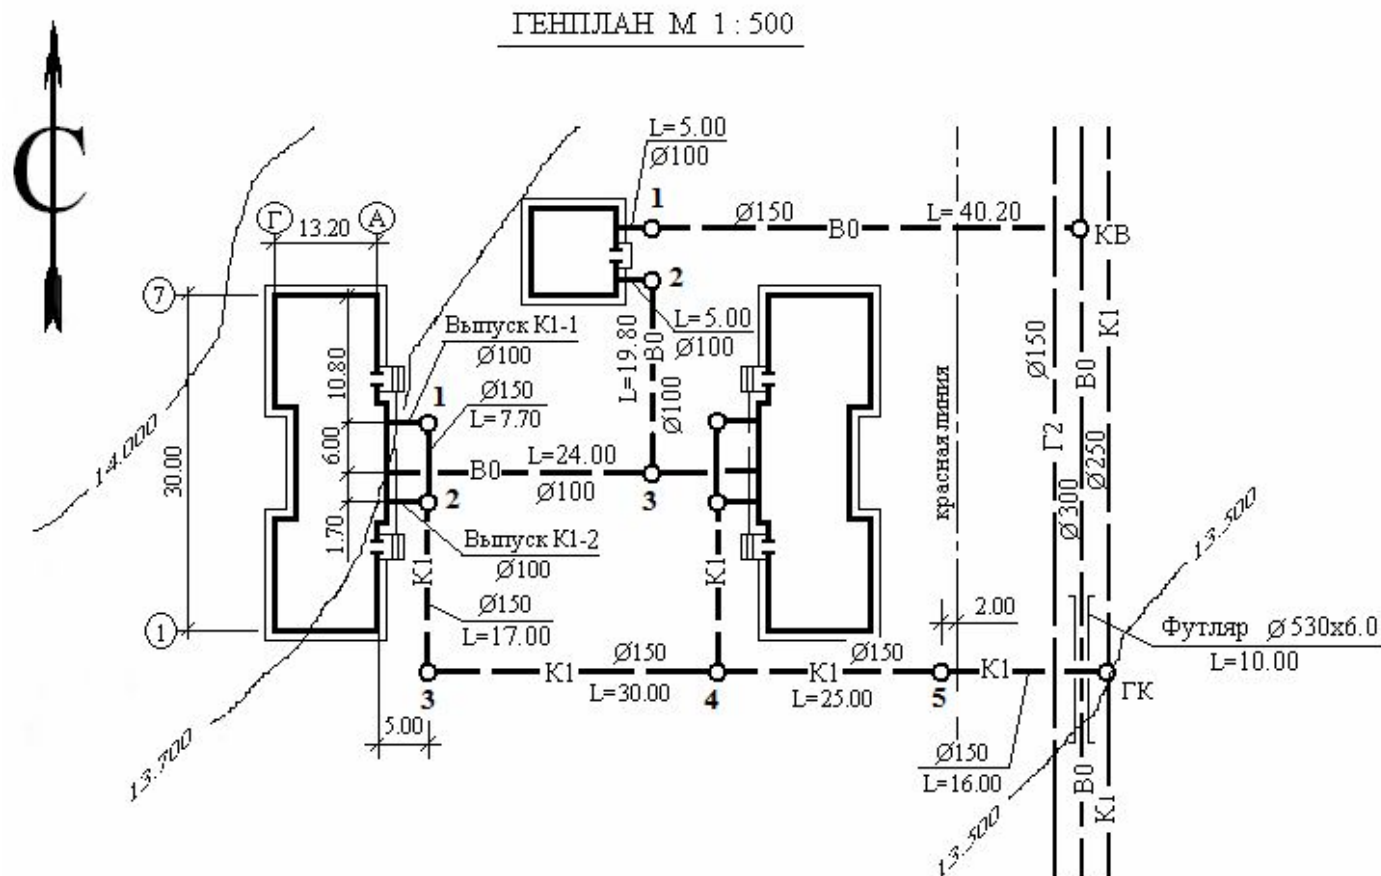 ГЕНПЛАН М 1 : 500
С
L=5.00
Ø100
1
Ø150
В0
L= 40.20
КВ
Г
А
13.20
2
7
Выпуск К1-1
Ø100
L=5.00
Ø100
L=19.80
В0
Ø100
10.80
Ø150
L=7.70
1
6.00
14.000
30.00
L=24.00
В0
Ø100
3
2
1.70
Выпуск К1-2
Ø100
К1
Ø150
L=17.00
К1
1
красная линия
Ø150
Г2
Ø300
В0
Ø250
К1
13.500
2.00
Футляр Ø 530х6.0
L=10.00
3
К1
Ø150
L=30.00
4
К1
Ø150
L=25.00
5
К1
ГК
5.00
Ø150
L=16.00
13.700
13.500
В0
К1